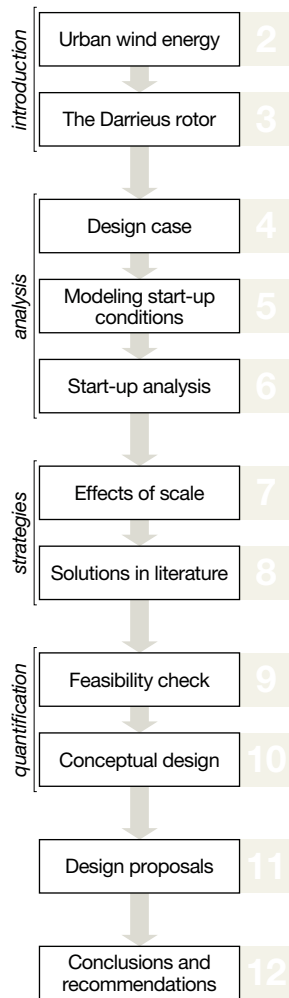 introduction
Urban wind energy
2
The Darrieus rotor
3
analysis
Design case
4
Modeling start-up
conditions
5
Start-up analysis
6
strategies
Effects of scale
7
Solutions in literature
8
quantification
Feasibility check
9
Conceptual design
10
Design proposals
11
Conclusions and
recommendations
12